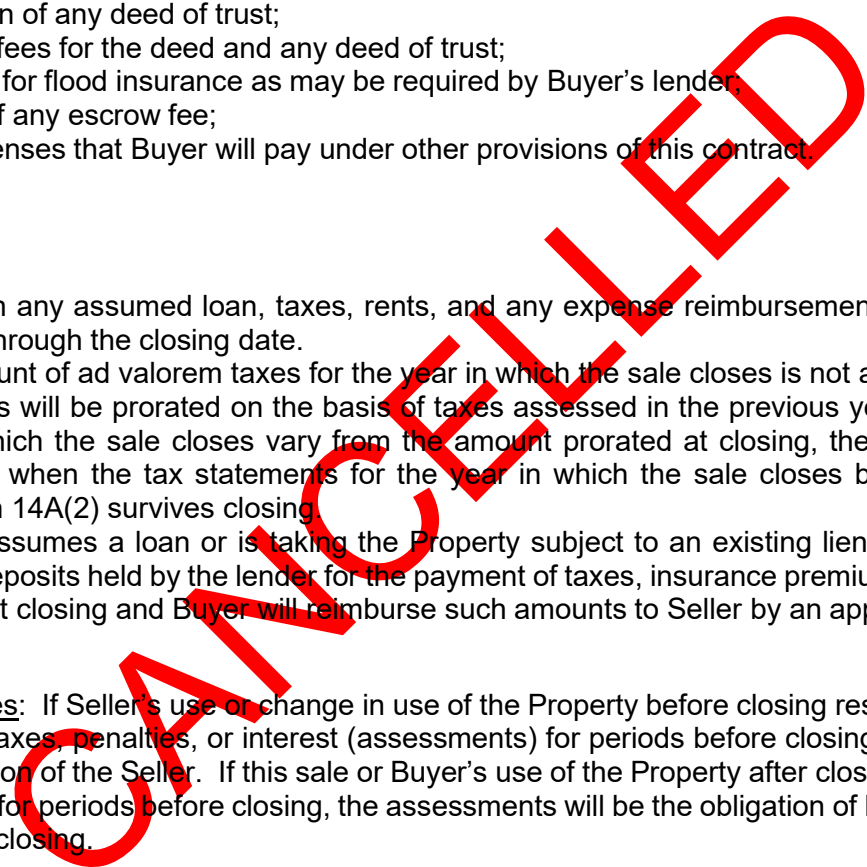 n of any deed of trust;
fees for the deed and any deed of trust;
for flood insurance as may be required by Buyer’s lender;
f any escrow fee;
enses that Buyer will pay under other provisions of this contract.
n any assumed loan, taxes, rents, and any expense reimbursemen
hrough the closing date.
unt of ad valorem taxes for the year in which the sale closes is not a
s will be prorated on the basis of taxes assessed in the previous ye
hich the sale closes vary from the amount prorated at closing, the
when the tax statements for the year in which the sale closes b
n 14A(2) survives closing.
ssumes a loan or is taking the Property subject to an existing lien
eposits held by the lender for the payment of taxes, insurance premiu
t closing and Buyer will reimburse such amounts to Seller by an app
es: If Seller’s use or change in use of the Property before closing res
axes, penalties, or interest (assessments) for periods before closing
on of the Seller. If this sale or Buyer’s use of the Property after clos
for periods before closing, the assessments will be the obligation of
closing.
CANCELLED